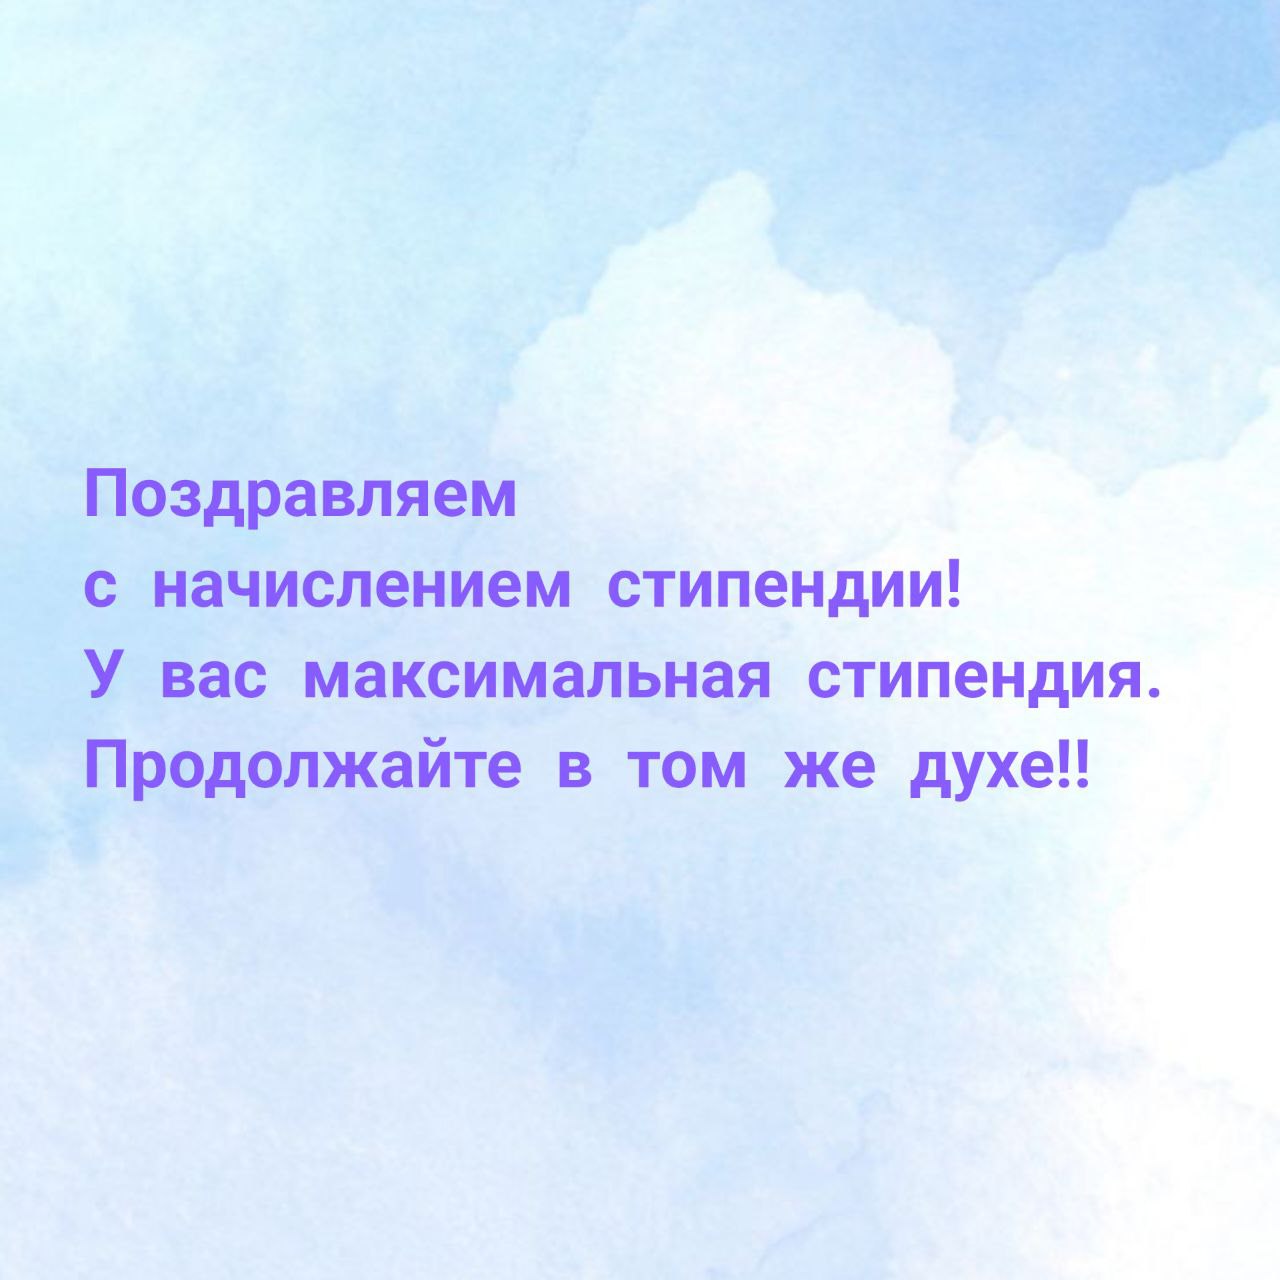 Поздравляем
с начислением стипендии!
У вас максимальная стипендия.
Продолжайте в том же духе!!